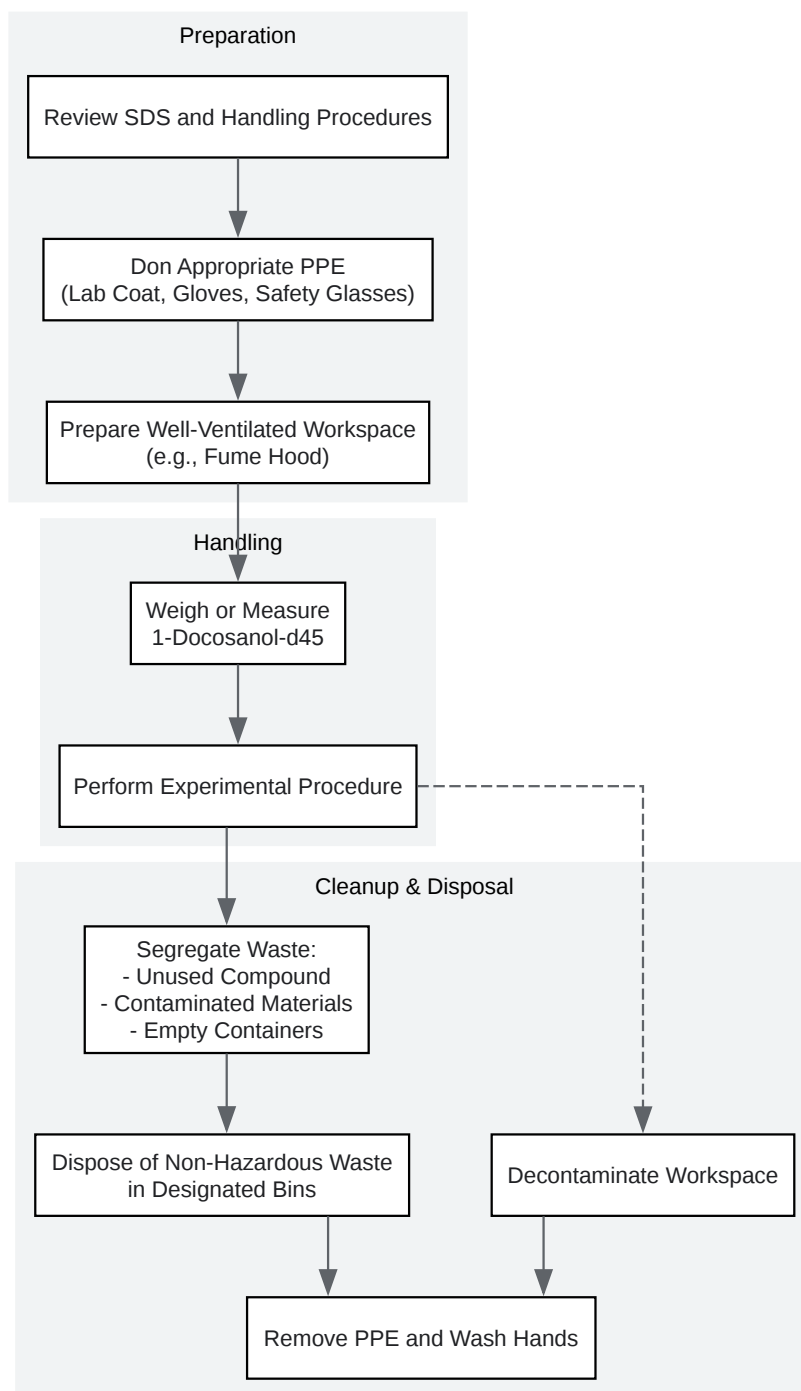 Preparation
Review SDS and Handling Procedures
Don Appropriate PPE
(Lab Coat, Gloves, Safety Glasses)
Prepare Well-Ventilated Workspace
(e.g., Fume Hood)
Handling
Weigh or Measure
1-Docosanol-d45
Perform Experimental Procedure
Cleanup & Disposal
Segregate Waste:
- Unused Compound
- Contaminated Materials
- Empty Containers
Dispose of Non-Hazardous Waste
in Designated Bins
Decontaminate Workspace
Remove PPE and Wash Hands